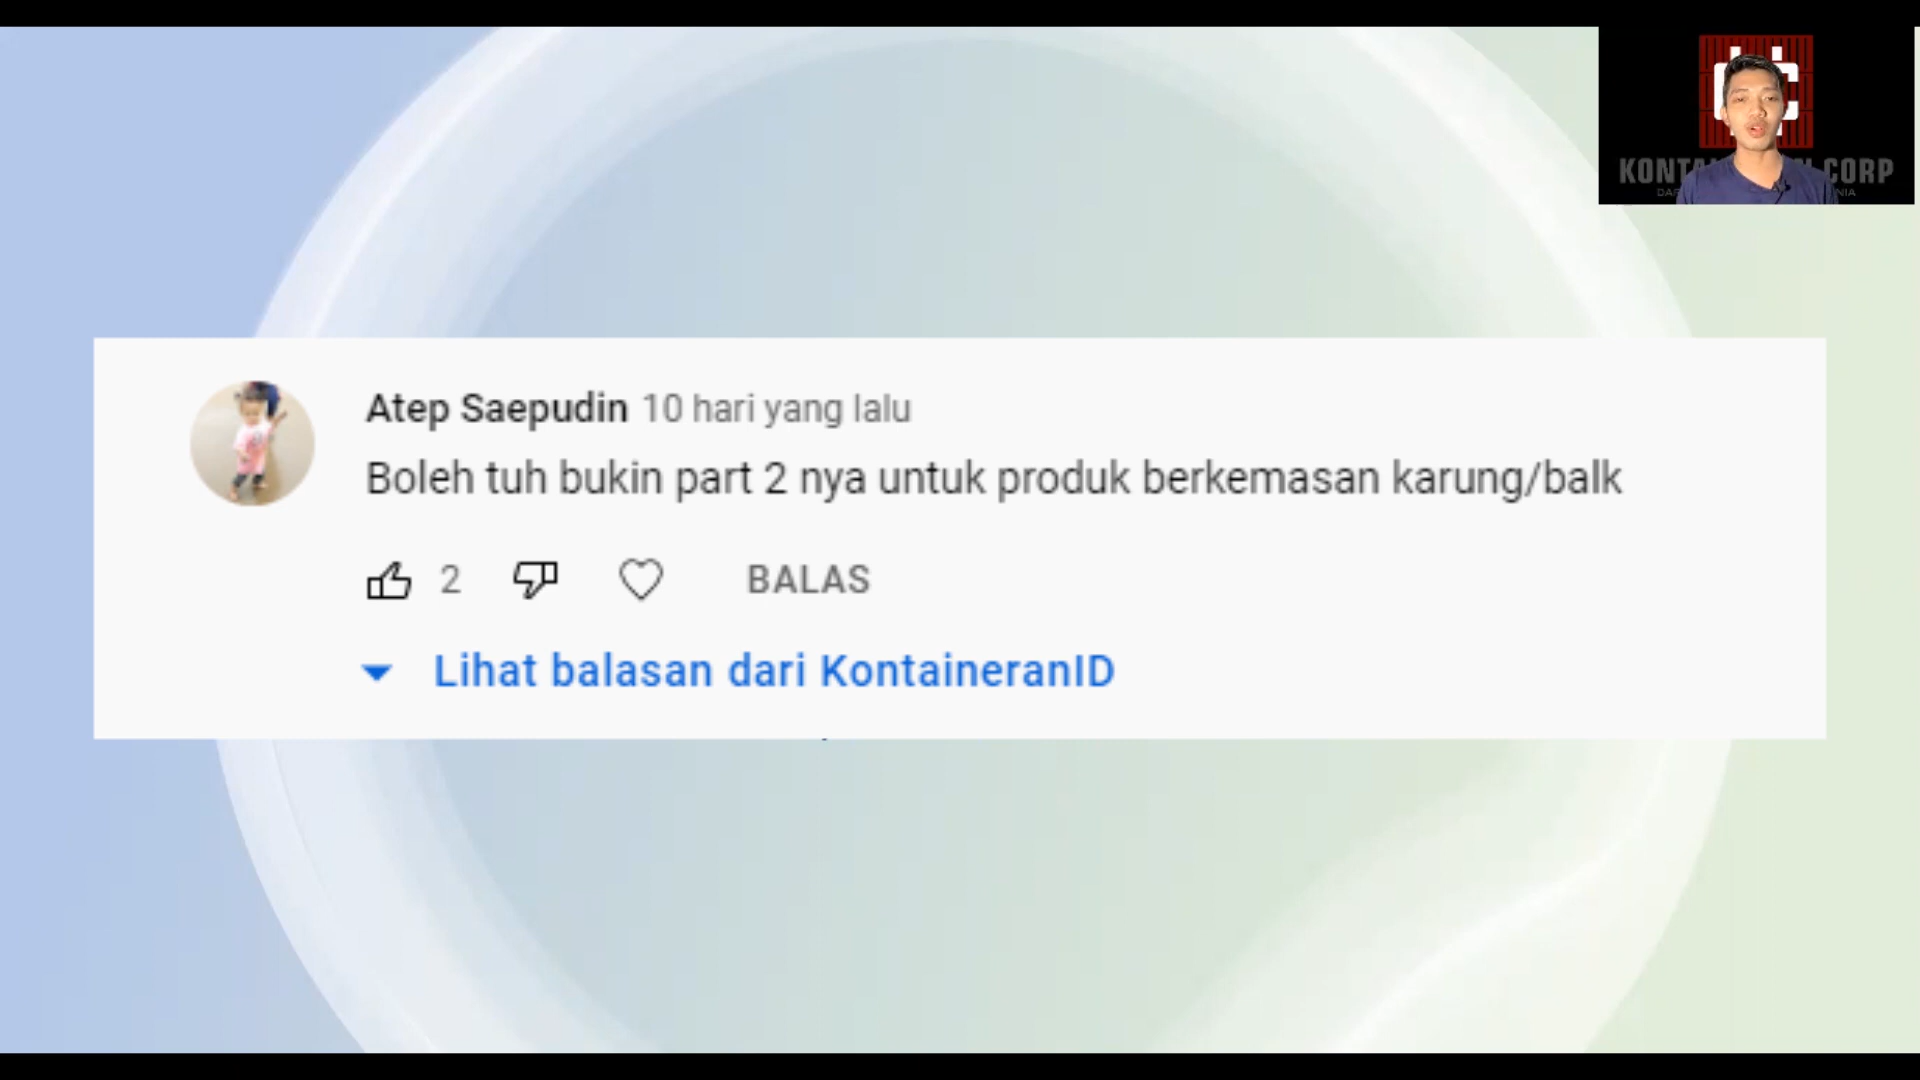 CORP
Atep Saepudin 10 hari yang lalu
Boleh tuh bukin part 2 nya untuk produk berkemasan karung/balk
2
BALAS
Lihat balasan dari KontaineranID